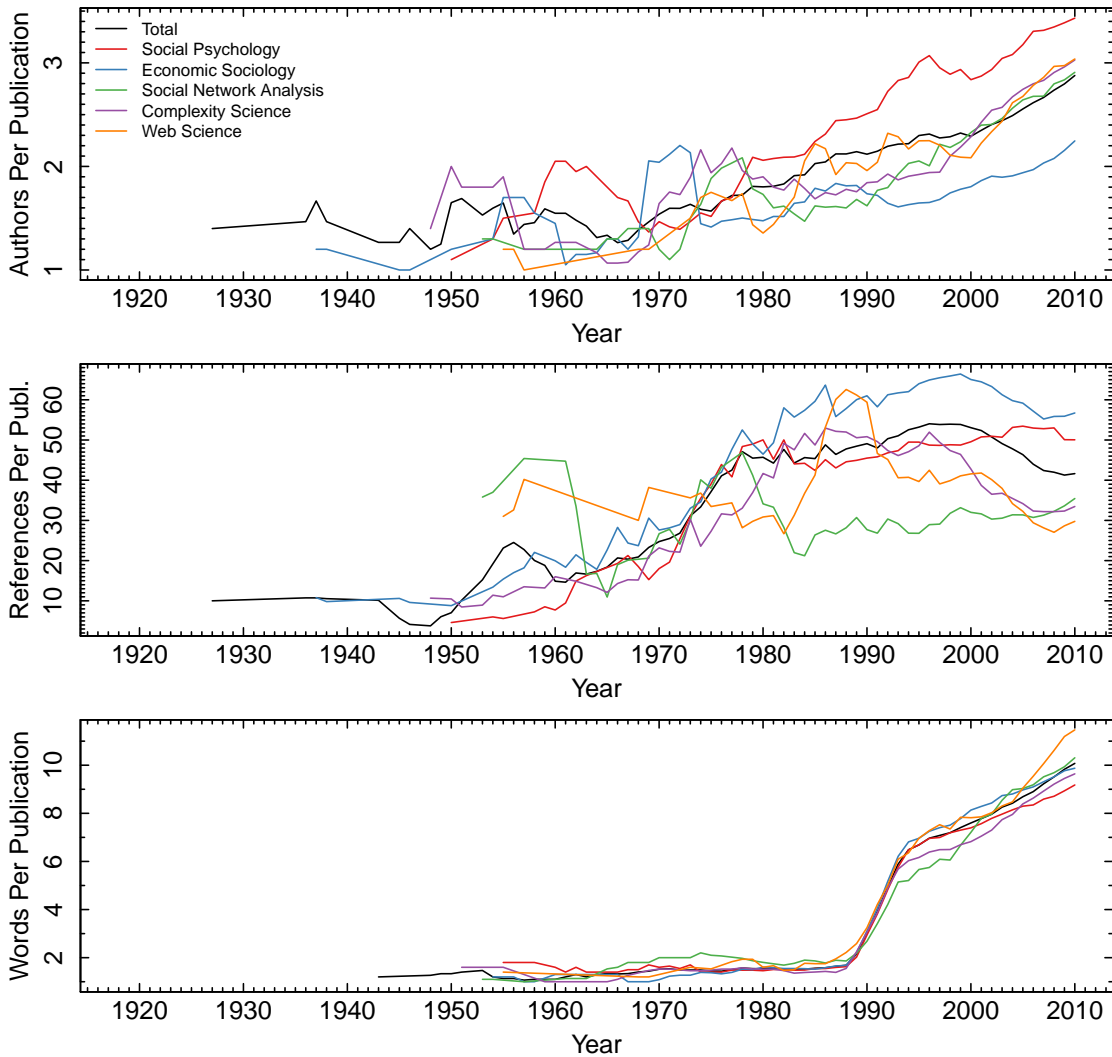 Authors Per Publication
1 2 3
Total
Social Psychology
Economic Sociology
Social Network Analysis
Complexity Science
Web Science
1920 1930 1940 1950 1960 1970 1980 1990 2000 2010
Year
References Per Publ.
10 20 30 40 50 60
1920 1930 1940 1950 1960 1970 1980 1990 2000 2010
Year
Words Per Publication
2 4 6 8 10
1920 1930 1940 1950 1960 1970 1980 1990 2000 2010
Year